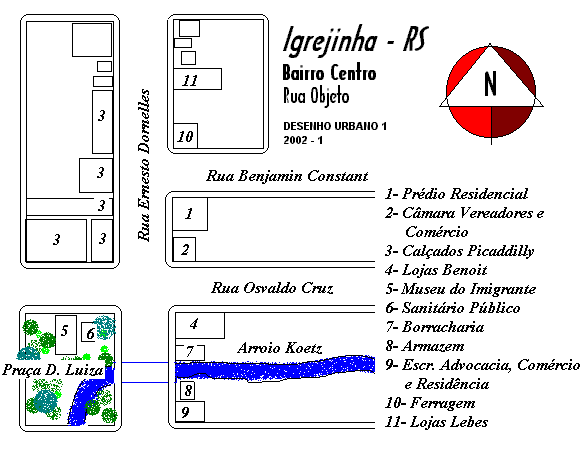 Igrejinha - RS
Bairro Centro
Rua Objeto
DESENHO URBANO 1
2002 - 1
N
3
3
3
3
3
11
10
Rua Ernesto Dornelles
Rua Benjamin Constant
1
2
Rua Osvaldo Cruz
4
7
Arroio Koetz
8
9
5
6
Praça D. Luiza
1- Prédio Residencial
2- Câmara Vereadores e
Comércio
3- Calçados Picaddilly
4- Lojas Benoit
5- Museu do Imigrante
6- Sanitário Público
7- Borracharia
8- Armazem
9- Escr. Advocacia, Comércio
e Residência
10- Ferragem
11- Lojas Lebes